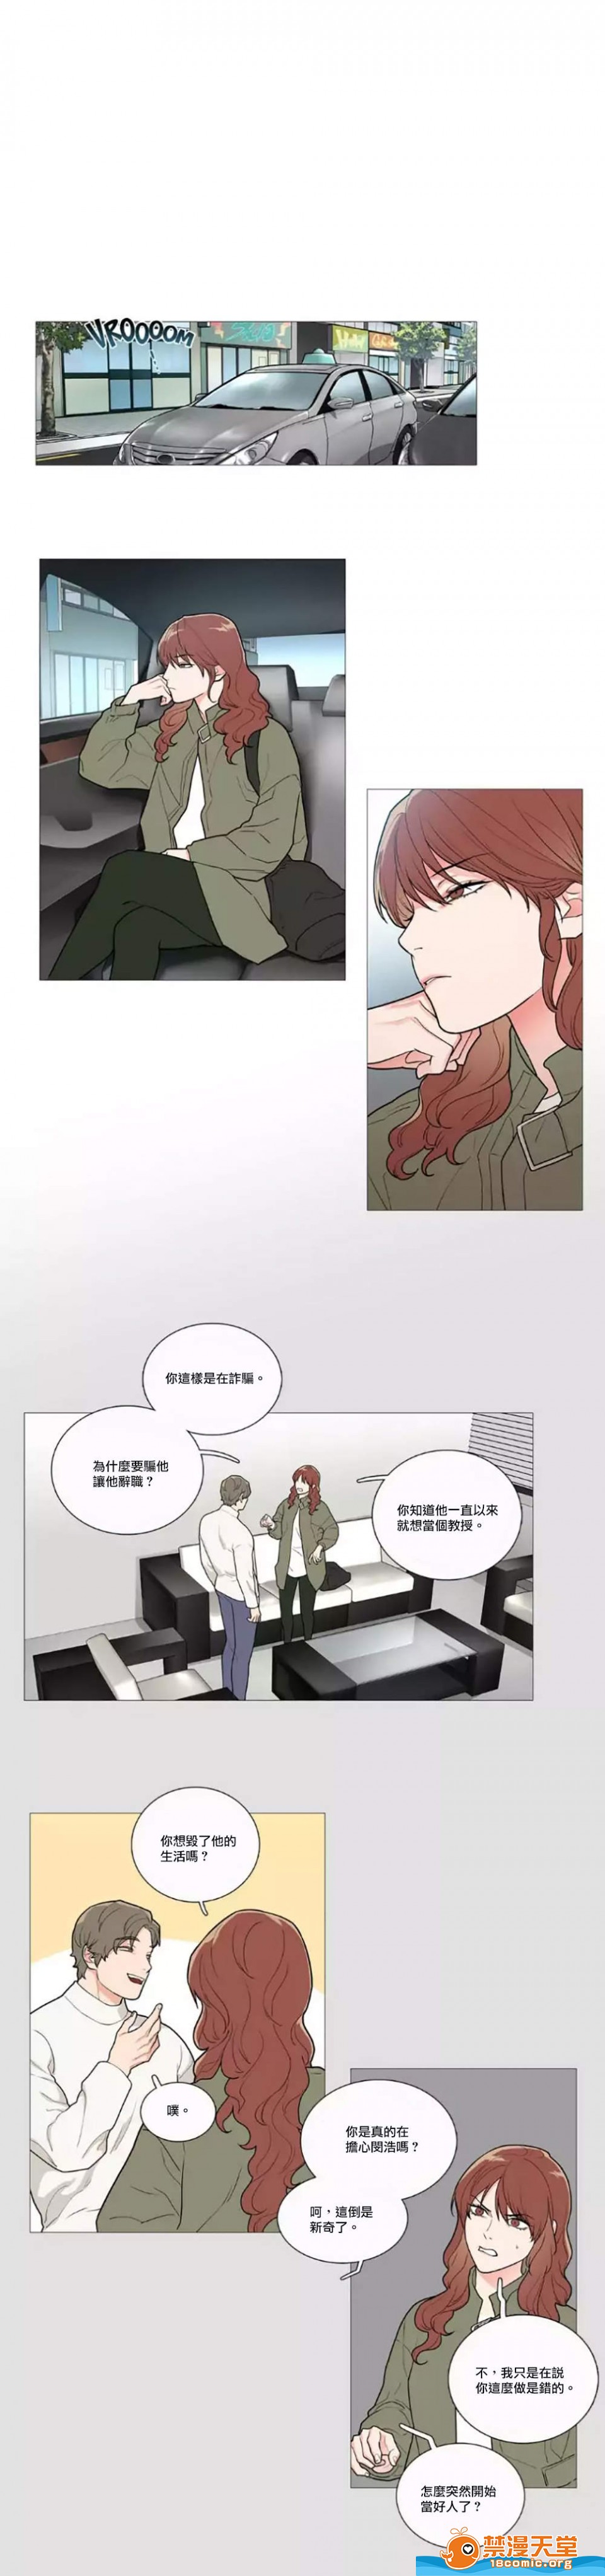 VROOOOM
你這樣是在詐騙。
為什麼要騙他
讓他辭職？
你知道他一直以來
就想當個教授。
你想毀了他的
生活嗎？
噗。
你是真的在
擔心閔浩嗎？
呵，這倒是
新奇了。
不，我只是在説
你這麼做是錯的。
怎麼突然開始
當好人了？
禁漫天堂
18comic.org